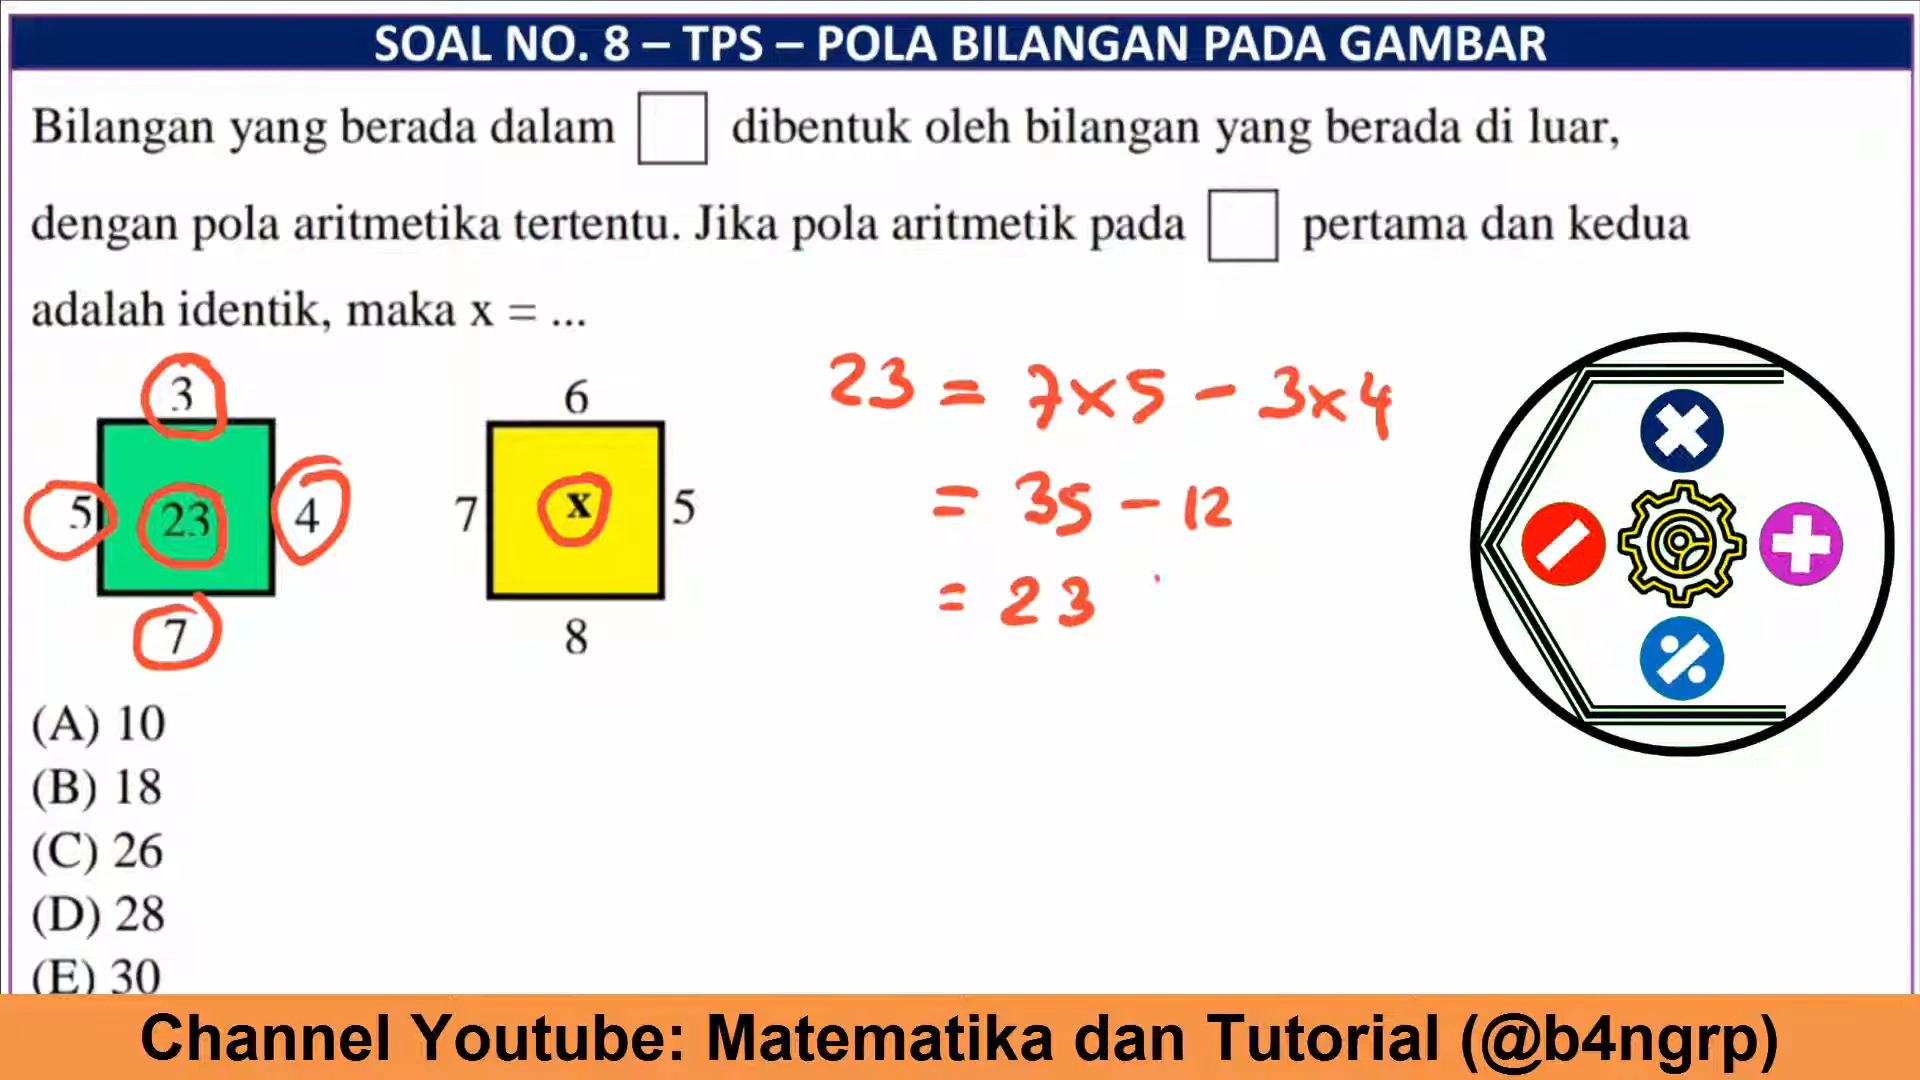 SOAL NO. 8 – TPS – POLA BILANGAN PADA GAMBAR
Bilangan yang berada dalam dibentuk oleh bilangan yang berada di luar,
dengan pola aritmetika tertentu. Jika pola aritmetik pada pertama dan kedua
adalah identik, maka x = ...
3
5 23 4
7
6
7 x 5
8
23 = 7 x 5 - 3 x 4
= 35 - 12
= 23
(A) 10
(B) 18
(C) 26
(D) 28
(E) 30
Channel Youtube: Matematika dan Tutorial (@b4ngrp)